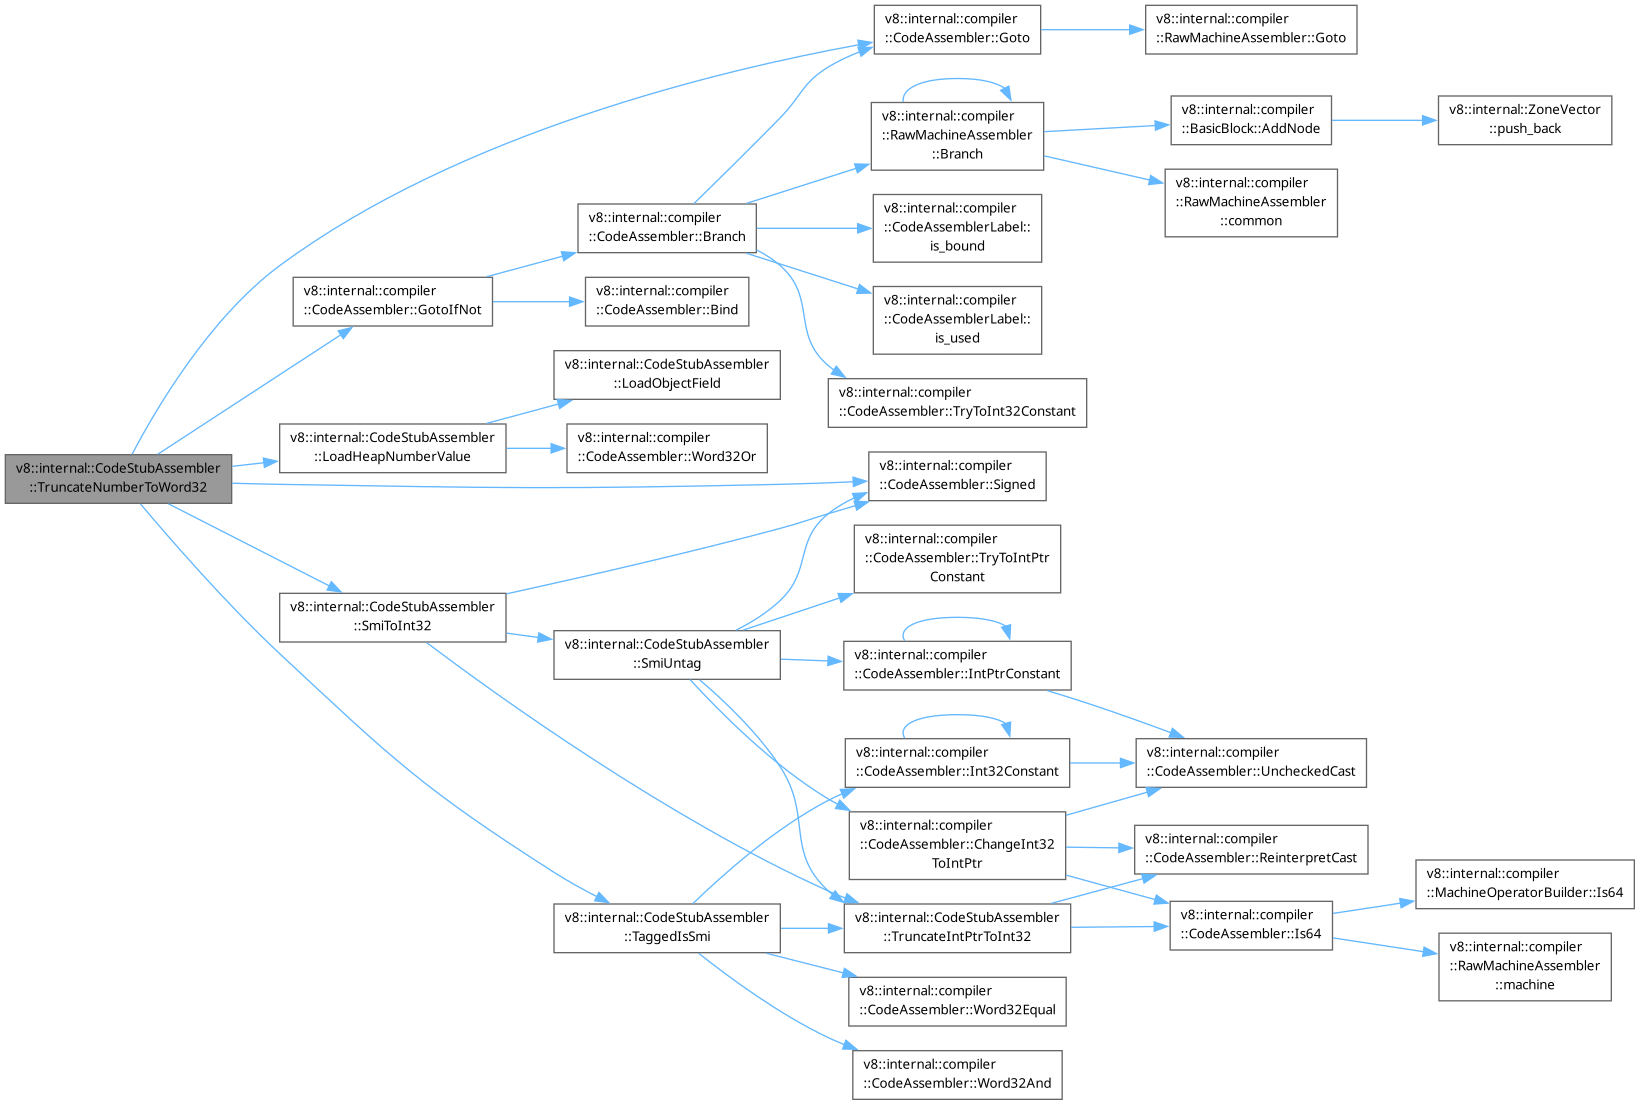 v8::internal::CodeStubAssembler
::TruncateNumberToWord32
v8::internal::compiler
::CodeAssembler::Goto
v8::internal::compiler
::RawMachineAssembler::Goto
v8::internal::compiler
::CodeAssembler::GotoIfNot
v8::internal::compiler
::CodeAssembler::Branch
v8::internal::compiler
::RawMachineAssembler
::Branch
v8::internal::compiler
::BasicBlock::AddNode
v8::internal::ZoneVector
::push_back
v8::internal::compiler
::RawMachineAssembler
::common
v8::internal::compiler
::CodeAssemblerLabel::
is_bound
v8::internal::compiler
::CodeAssemblerLabel::
is_used
v8::internal::compiler
::CodeAssembler::TryToInt32Constant
v8::internal::compiler
::CodeAssembler::Bind
v8::internal::CodeStubAssembler
::LoadHeapNumberValue
v8::internal::CodeStubAssembler
::LoadObjectField
v8::internal::compiler
::CodeAssembler::Word32Or
v8::internal::compiler
::CodeAssembler::Signed
v8::internal::CodeStubAssembler
::SmiToInt32
v8::internal::CodeStubAssembler
::SmiUntag
v8::internal::compiler
::CodeAssembler::TryToIntPtr
Constant
v8::internal::compiler
::CodeAssembler::IntPtrConstant
v8::internal::compiler
::CodeAssembler::Int32Constant
v8::internal::compiler
::CodeAssembler::UncheckedCast
v8::internal::compiler
::CodeAssembler::ChangeInt32
ToIntPtr
v8::internal::compiler
::CodeAssembler::ReinterpretCast
v8::internal::CodeStubAssembler
::TaggedIsSmi
v8::internal::CodeStubAssembler
::TruncateIntPtrToInt32
v8::internal::compiler
::CodeAssembler::Is64
v8::internal::compiler
::MachineOperatorBuilder::Is64
v8::internal::compiler
::RawMachineAssembler
::machine
v8::internal::compiler
::CodeAssembler::Word32Equal
v8::internal::compiler
::CodeAssembler::Word32And